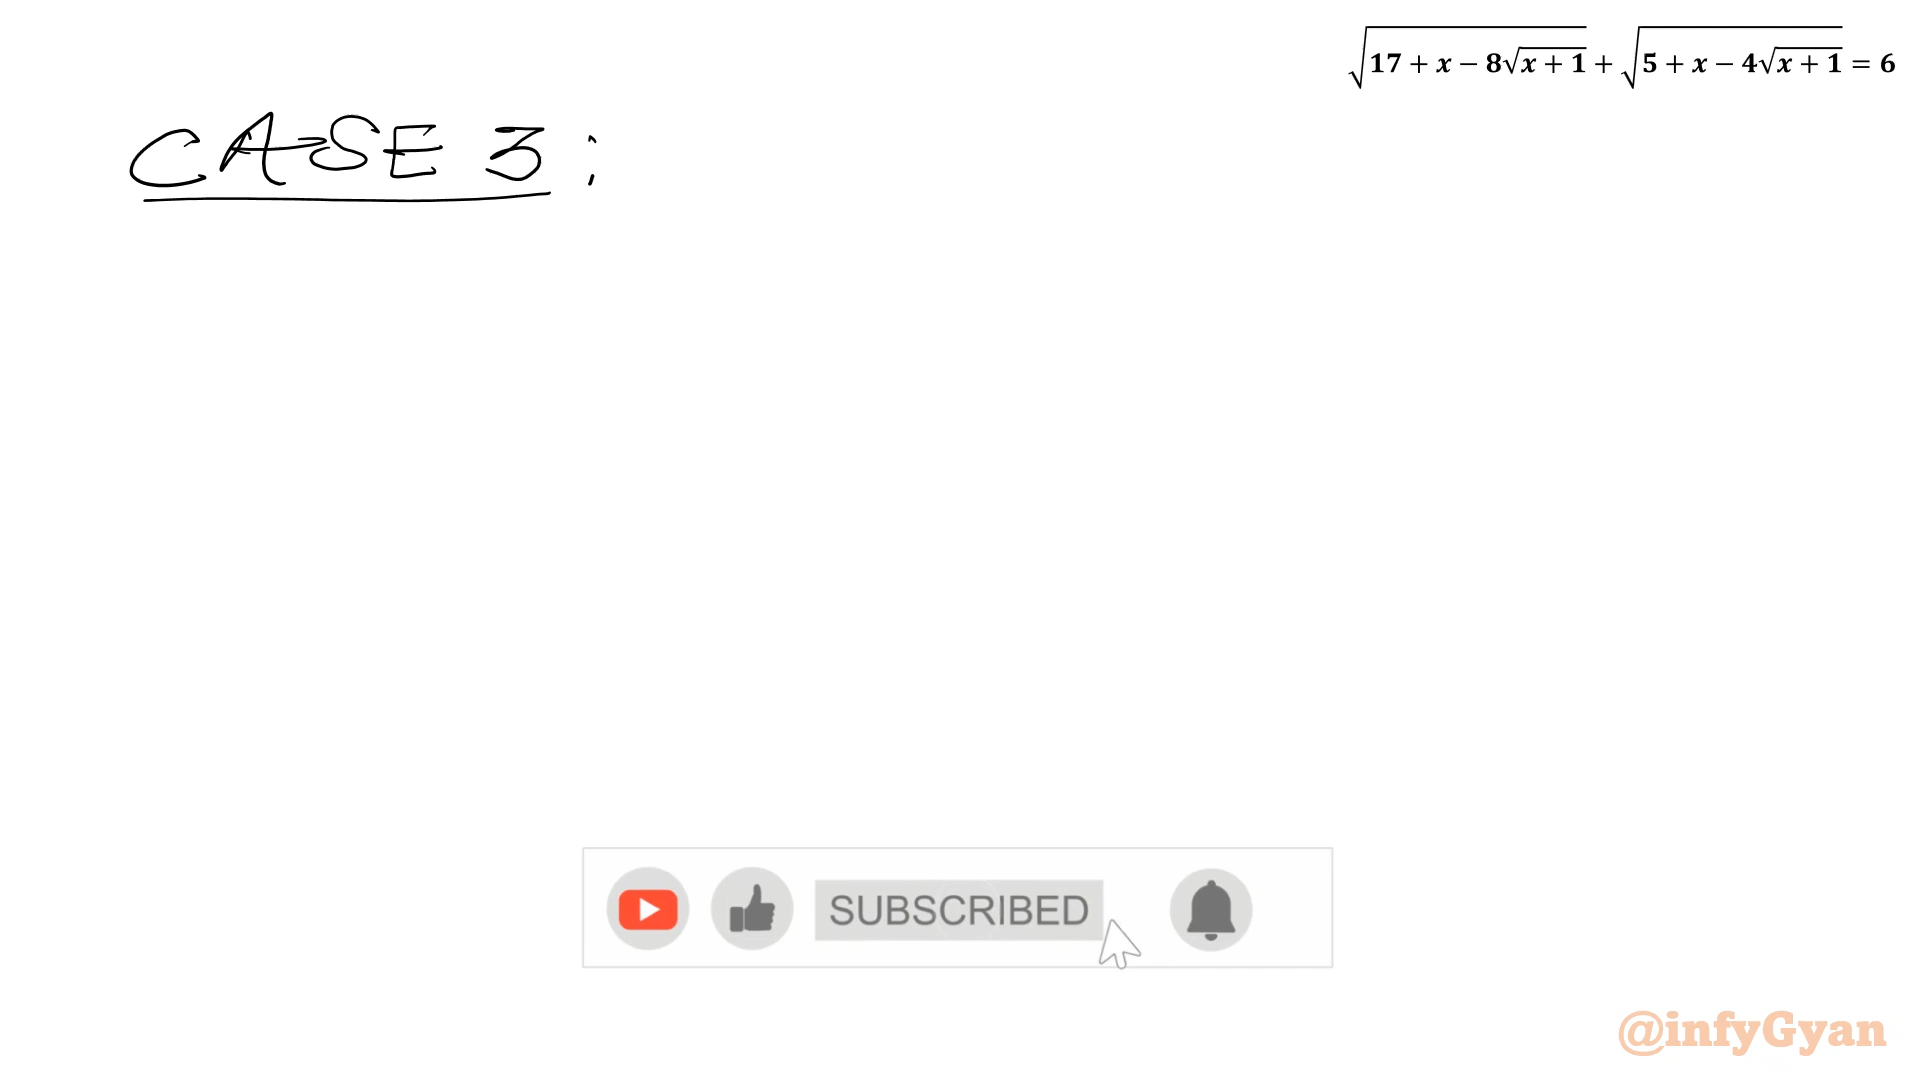 √(17 + x − 8√(x + 1)) + √(5 + x − 4√(x + 1)) = 6
CASE 3 :
SUBSCRIBED
@infyGyan